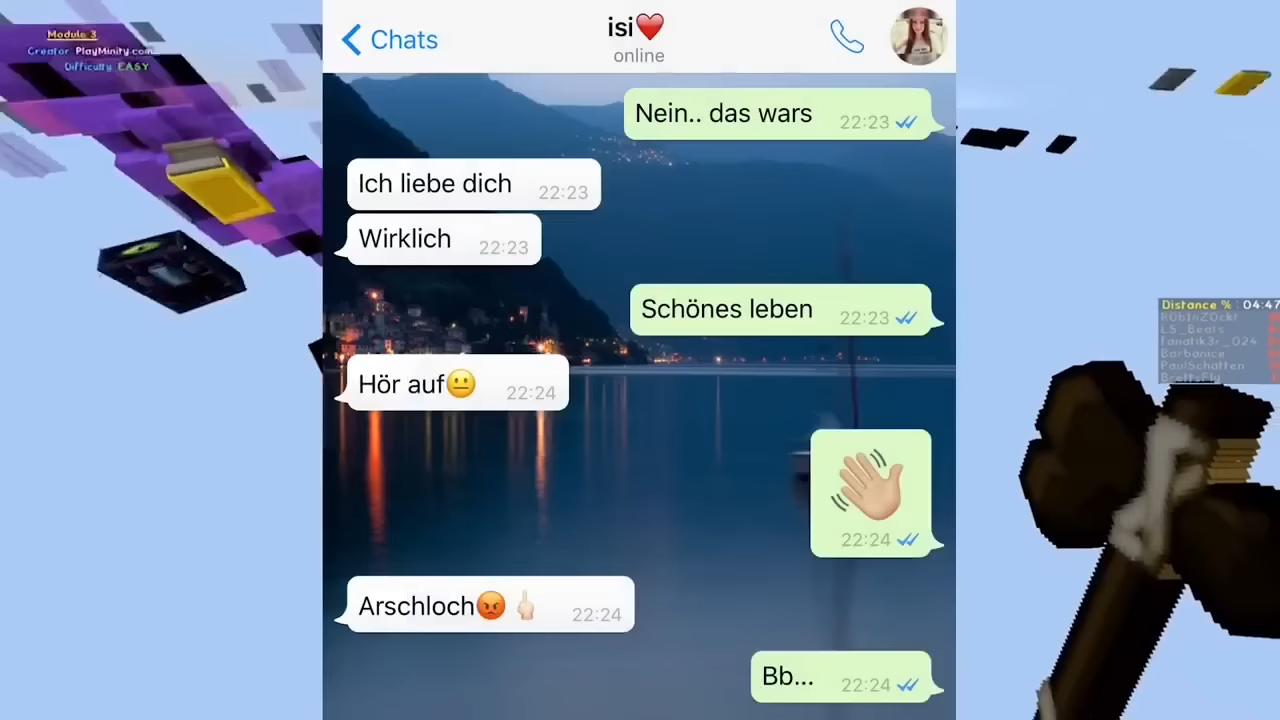 Module 3
Creator PlayMinity.com
Difficulty EASY
Chats
isi❤️
online
Nein.. das wars 22:23
Ich liebe dich 22:23
Wirklich 22:23
Schönes leben 22:23
Hör auf😐 22:24
👋🏼 22:24
Arschloch😡🖕🏻 22:24
Bb... 22:24
Distance % 04:47
LS_Beats
fanatik3r_024
Barbanice
PaulSchatten